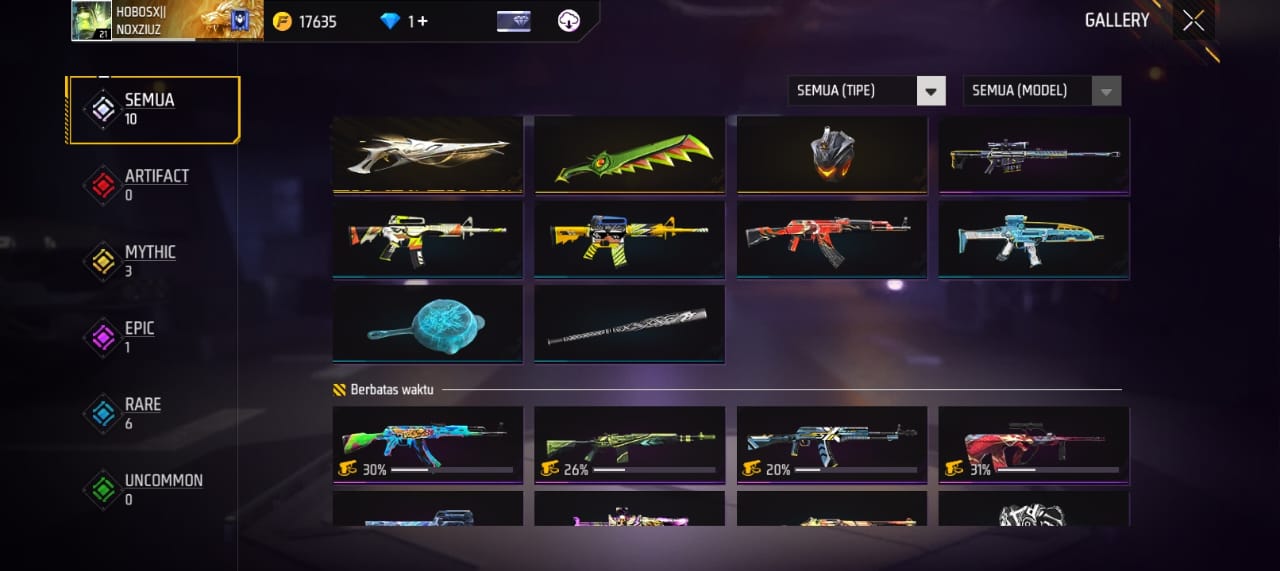 HOBOSX||
NOXZIUZ
21
17635
1+
GALLERY
SEMUA
10
ARTIFACT
0
MYTHIC
3
EPIC
1
RARE
6
UNCOMMON
0
SEMUA (TIPE)
SEMUA (MODEL)
Berbatas waktu
30%
26%
20%
31%